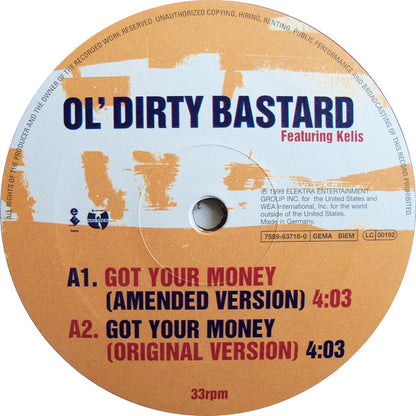 ALL RIGHTS OF THE PRODUCER AND THE OWNER OF THE RECORDED WORK RESERVED. UNAUTHORIZED COPYING, HIRING, RENTING, PUBLIC PERFORMANCE AND BROADCASTING OF THIS RECORD PROHIBITED.
OL' DIRTY BASTARD
Featuring Kelis
℗ 1999 ELEKTRA ENTERTAINMENT
GROUP INC. for the United States and
WEA International, Inc. for the world
outside of the United States.
Made in Germany.
7559-63718-0 GEMA BIEM LC 00192
A1. GOT YOUR MONEY
(AMENDED VERSION) 4:03
A2. GOT YOUR MONEY
(ORIGINAL VERSION) 4:03
33rpm